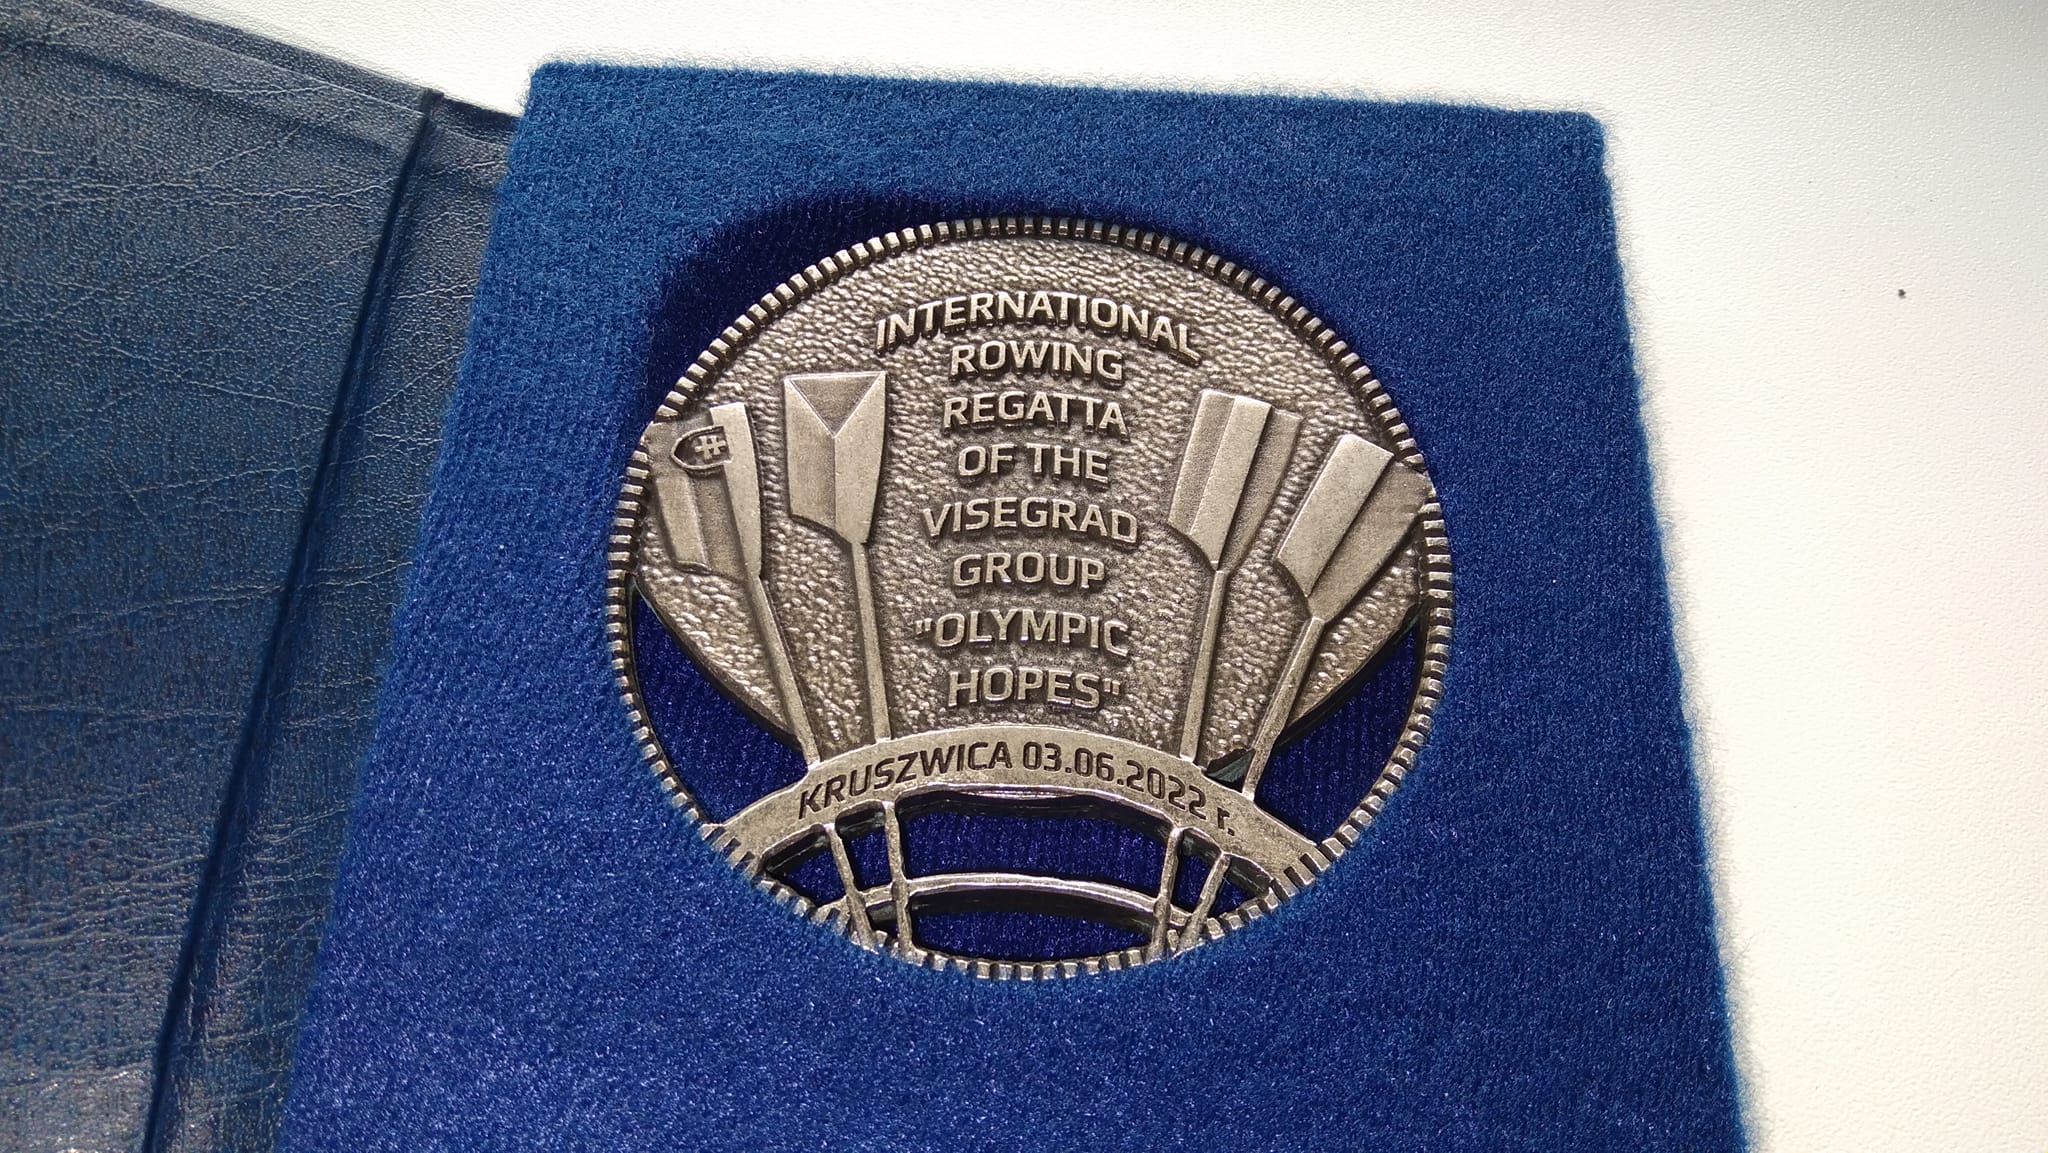 INTERNATIONAL
ROWING
REGATTA
OF THE
VISEGRAD
GROUP
"OLYMPIC
HOPES"
KRUSZWICA 03.06.2022 r.